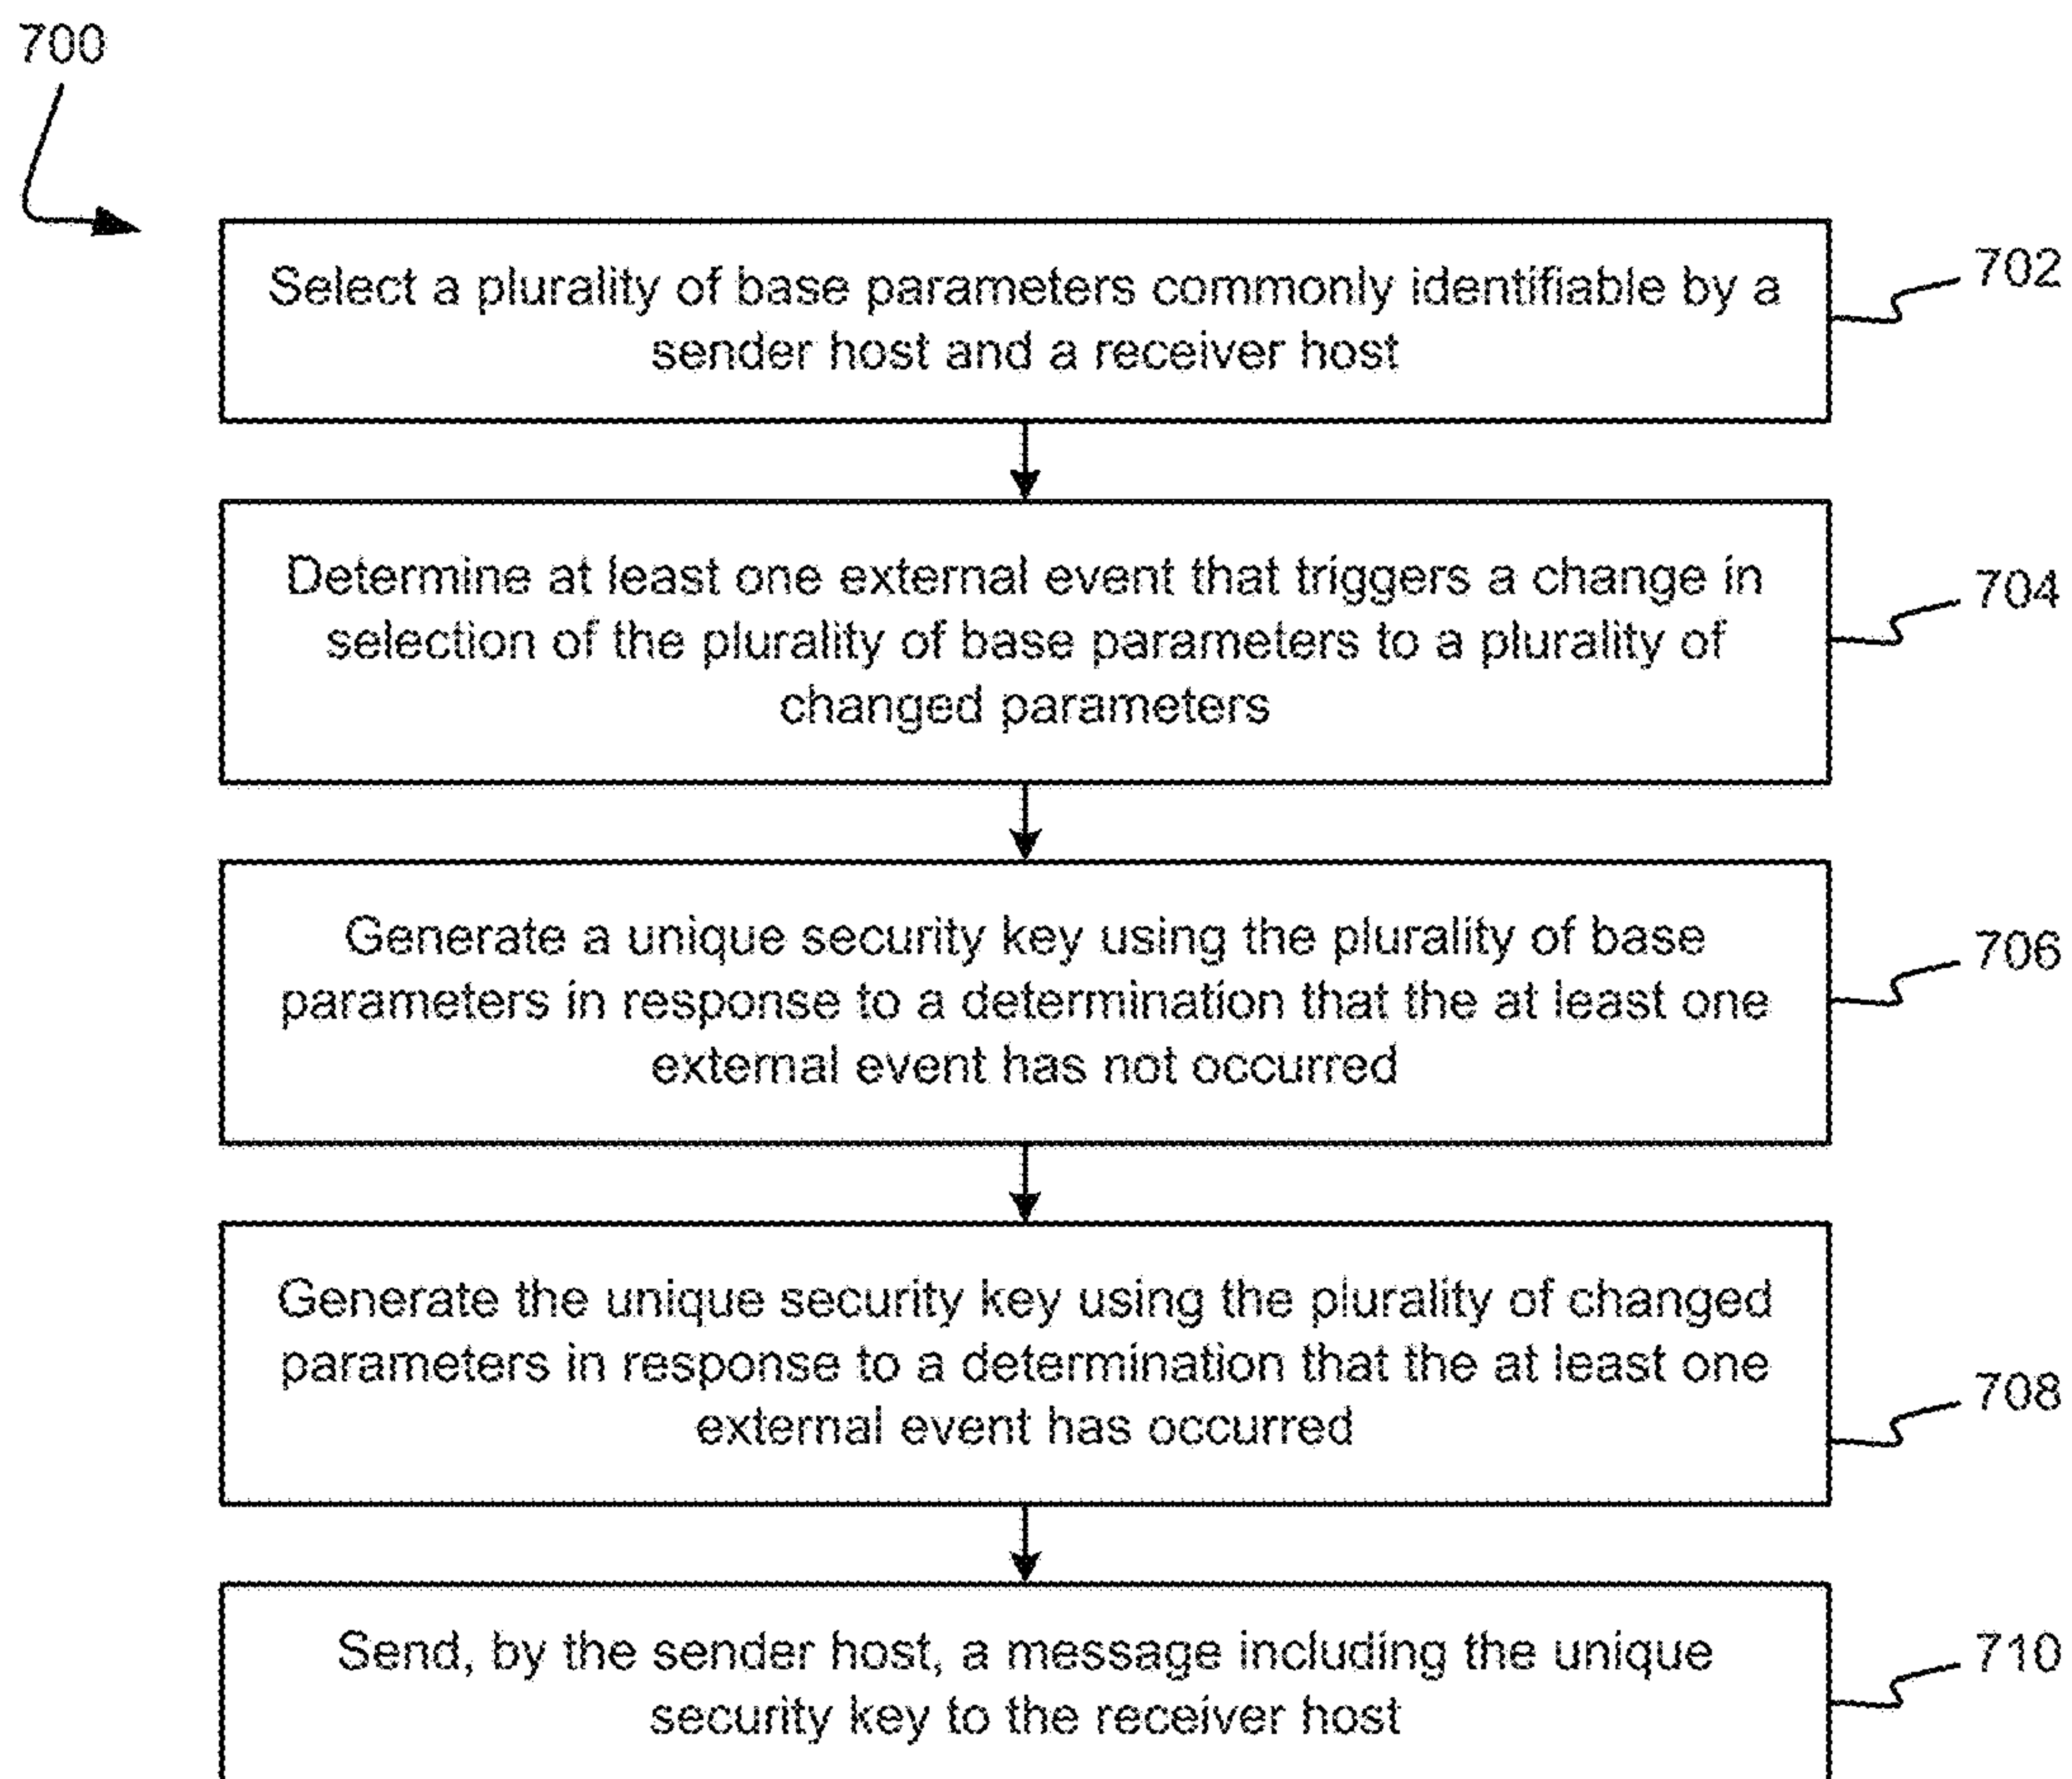 700
Select a plurality of base parameters commonly identifiable by a
sender host and a receiver host
702
Determine at least one external event that triggers a change in
selection of the plurality of base parameters to a plurality of
changed parameters
704
Generate a unique security key using the plurality of base
parameters in response to a determination that the at least one
external event has not occurred
706
Generate the unique security key using the plurality of changed
parameters in response to a determination that the at least one
external event has occurred
708
Send, by the sender host, a message including the unique
security key to the receiver host
710